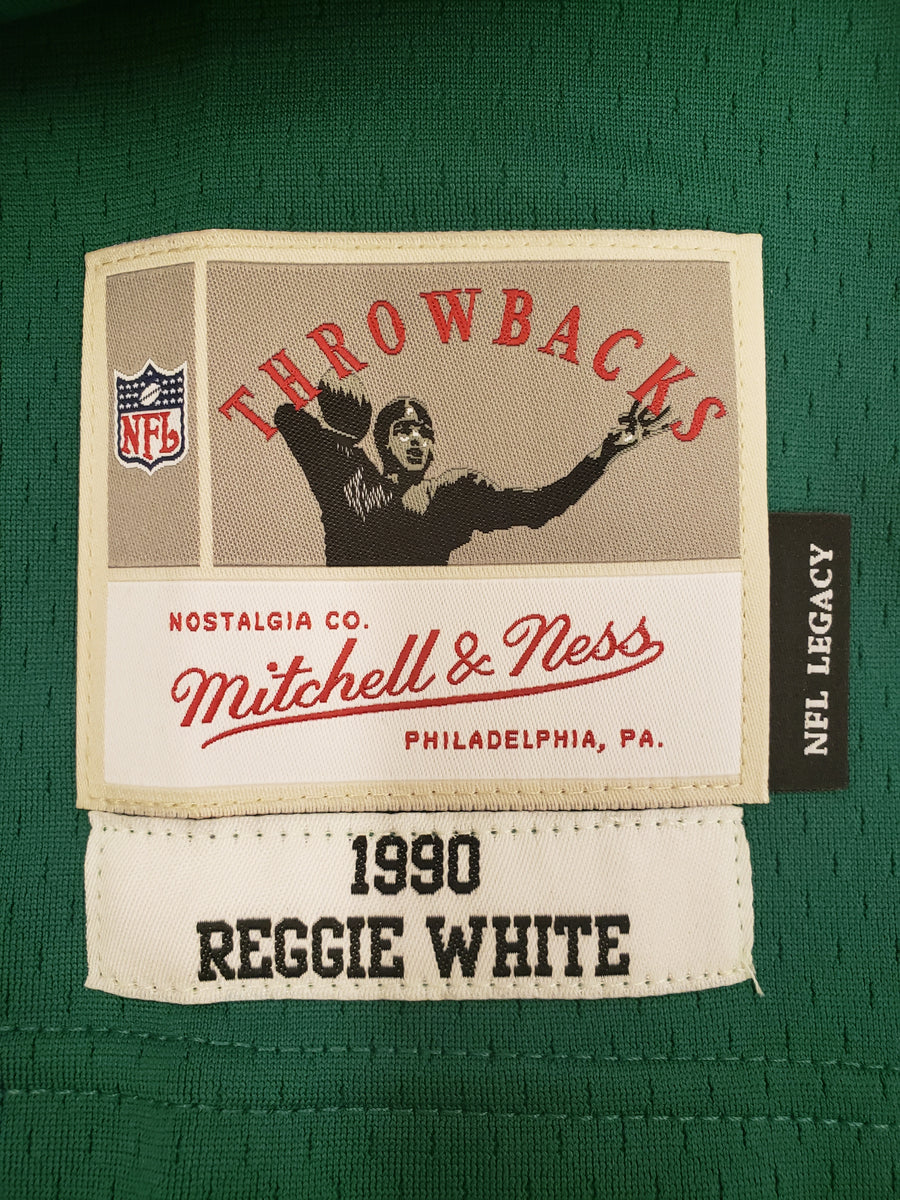 THROWBACKS
NFL
NOSTALGIA CO.
Mitchell & Ness
PHILADELPHIA, PA.
NFL LEGACY
1990
REGGIE WHITE